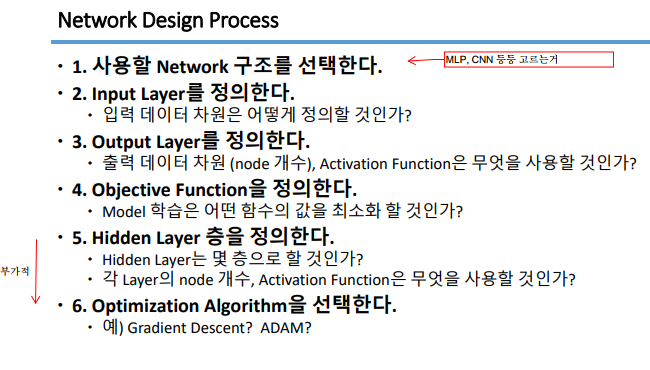 Network Design Process
• 1. 사용할 Network 구조를 선택한다.
MLP, CNN 등등 고르는거
• 2. Input Layer를 정의한다.
• 입력 데이터 차원은 어떻게 정의할 것인가?
• 3. Output Layer를 정의한다.
• 출력 데이터 차원 (node 개수), Activation Function은 무엇을 사용할 것인가?
• 4. Objective Function을 정의한다.
• Model 학습은 어떤 함수의 값을 최소화 할 것인가?
• 5. Hidden Layer 층을 정의한다.
• Hidden Layer는 몇 층으로 할 것인가?
부가적
• 각 Layer의 node 개수, Activation Function은 무엇을 사용할 것인가?
• 6. Optimization Algorithm을 선택한다.
• 예) Gradient Descent? ADAM?